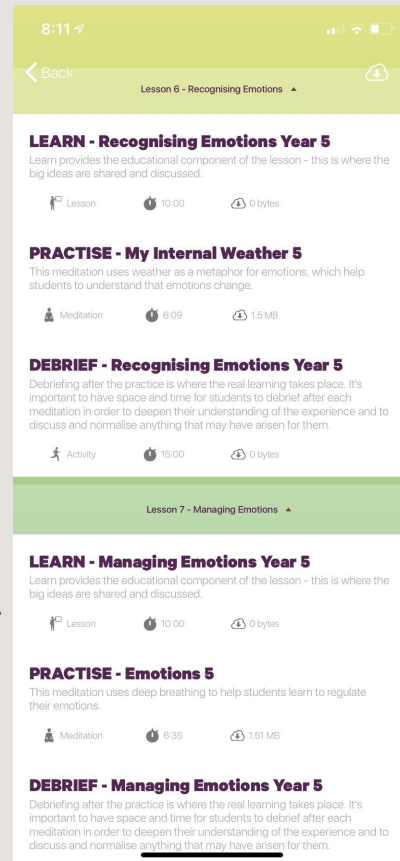 8:11
Back
Lesson 6 - Recognising Emotions
LEARN - Recognising Emotions Year 5
Learn provides the educational component of the lesson - this is where the
big ideas are shared and discussed.
Lesson 10:00 0 bytes
PRACTISE - My Internal Weather 5
This meditation uses weather as a metaphor for emotions, which help
students to understand that emotions change.
Meditation 6:09 1.5 MB
DEBRIEF - Recognising Emotions Year 5
Debriefing after the practice is where the real learning takes place. It's
important to have space and time for students to debrief after each
meditation in order to deepen their understanding of the experience and to
discuss and normalise anything that may have arisen for them.
Activity 15:00 0 bytes
Lesson 7 - Managing Emotions
LEARN - Managing Emotions Year 5
Learn provides the educational component of the lesson - this is where the
big ideas are shared and discussed.
Lesson 10:00 0 bytes
PRACTISE - Emotions 5
This meditation uses deep breathing to help students learn to regulate
their emotions.
Meditation 6:35 1.51 MB
DEBRIEF - Managing Emotions Year 5
Debriefing after the practice is where the real learning takes place. It's
important to have space and time for students to debrief after each
meditation in order to deepen their understanding of the experience and to
discuss and normalise anything that may have arisen for them.